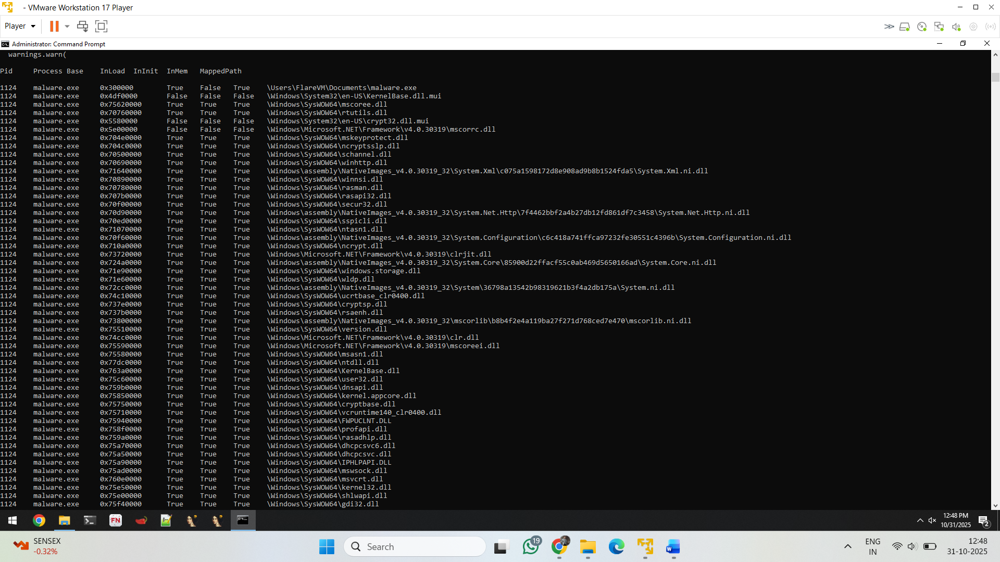 - VMware Workstation 17 Player
Player
Administrator: Command Prompt
warnings.warn(
Pid Process Base InLoad InInit InMem MappedPath
1124 malware.exe 0x300000 True False True \Users\FlareVM\Documents\malware.exe
1124 malware.exe 0x4df0000 False False False \Windows\System32\en-US\KernelBase.dll.mui
1124 malware.exe 0x75620000 True True True \Windows\SysWOW64\mscoree.dll
1124 malware.exe 0x70760000 True True True \Windows\SysWOW64\rtutils.dll
1124 malware.exe 0x5580000 False False False \Windows\System32\en-US\crypt32.dll.mui
1124 malware.exe 0x5e00000 False False False \Windows\Microsoft.NET\Framework\v4.0.30319\mscorrc.dll
1124 malware.exe 0x704e0000 True True True \Windows\SysWOW64\mskeyprotect.dll
1124 malware.exe 0x704c0000 True True True \Windows\SysWOW64\ncryptsslp.dll
1124 malware.exe 0x70500000 True True True \Windows\SysWOW64\schannel.dll
1124 malware.exe 0x70690000 True True True \Windows\SysWOW64\winhttp.dll
1124 malware.exe 0x71640000 True True True \Windows\assembly\NativeImages_v4.0.30319_32\System.Xml\c075a1598172d8e908ad9b8b1524fda5\System.Xml.ni.dll
1124 malware.exe 0x70890000 True True True \Windows\SysWOW64\winnsi.dll
1124 malware.exe 0x70780000 True True True \Windows\SysWOW64\rasman.dll
1124 malware.exe 0x707b0000 True True True \Windows\SysWOW64\rasapi32.dll
1124 malware.exe 0x70f00000 True True True \Windows\SysWOW64\secur32.dll
1124 malware.exe 0x70d90000 True True True \Windows\assembly\NativeImages_v4.0.30319_32\System.Net.Http\7f4462bbf2a4b27db12fd861df7c3458\System.Net.Http.ni.dll
1124 malware.exe 0x70ed0000 True True True \Windows\SysWOW64\sspicli.dll
1124 malware.exe 0x71070000 True True True \Windows\SysWOW64\ntasn1.dll
1124 malware.exe 0x70f60000 True True True \Windows\assembly\NativeImages_v4.0.30319_32\System.Configuration\c6c418a741ffca97232fe30551c4396b\System.Configuration.ni.dll
1124 malware.exe 0x710a0000 True True True \Windows\SysWOW64\ncrypt.dll
1124 malware.exe 0x73720000 True True True \Windows\Microsoft.NET\Framework\v4.0.30319\clrjit.dll
1124 malware.exe 0x724a0000 True True True \Windows\assembly\NativeImages_v4.0.30319_32\System.Core\85900d22ffacf55c0ab469d5650166ad\System.Core.ni.dll
1124 malware.exe 0x71e90000 True True True \Windows\SysWOW64\windows.storage.dll
1124 malware.exe 0x71e60000 True True True \Windows\SysWOW64\wldp.dll
1124 malware.exe 0x72cc0000 True True True \Windows\assembly\NativeImages_v4.0.30319_32\System\36798a13542b98319621b3f4a2db175a\System.ni.dll
1124 malware.exe 0x74c10000 True True True \Windows\SysWOW64\ucrtbase_clr0400.dll
1124 malware.exe 0x737e0000 True True True \Windows\SysWOW64\cryptsp.dll
1124 malware.exe 0x737b0000 True True True \Windows\SysWOW64\rsaenh.dll
1124 malware.exe 0x73800000 True True True \Windows\assembly\NativeImages_v4.0.30319_32\mscorlib\b8b4f2e4a119ba27f271d768ced7e470\mscorlib.ni.dll
1124 malware.exe 0x75510000 True True True \Windows\SysWOW64\version.dll
1124 malware.exe 0x74cc0000 True True True \Windows\Microsoft.NET\Framework\v4.0.30319\clr.dll
1124 malware.exe 0x75590000 True True True \Windows\Microsoft.NET\Framework\v4.0.30319\mscoreei.dll
1124 malware.exe 0x75580000 True True True \Windows\SysWOW64\msasn1.dll
1124 malware.exe 0x77dc0000 True True True \Windows\SysWOW64\ntdll.dll
1124 malware.exe 0x763a0000 True True True \Windows\SysWOW64\KernelBase.dll
1124 malware.exe 0x75c60000 True True True \Windows\SysWOW64\user32.dll
1124 malware.exe 0x759b0000 True True True \Windows\SysWOW64\dnsapi.dll
1124 malware.exe 0x75850000 True True True \Windows\SysWOW64\kernel.appcore.dll
1124 malware.exe 0x75750000 True True True \Windows\SysWOW64\cryptbase.dll
1124 malware.exe 0x75710000 True True True \Windows\SysWOW64\vcruntime140_clr0400.dll
1124 malware.exe 0x75940000 True True True \Windows\SysWOW64\FWPUCLNT.DLL
1124 malware.exe 0x758f0000 True True True \Windows\SysWOW64\profapi.dll
1124 malware.exe 0x759a0000 True True True \Windows\SysWOW64\rasadhlp.dll
1124 malware.exe 0x75a70000 True True True \Windows\SysWOW64\dhcpcsvc6.dll
1124 malware.exe 0x75a50000 True True True \Windows\SysWOW64\dhcpcsvc.dll
1124 malware.exe 0x75a90000 True True True \Windows\SysWOW64\IPHLPAPI.DLL
1124 malware.exe 0x75ad0000 True True True \Windows\SysWOW64\mswsock.dll
1124 malware.exe 0x760e0000 True True True \Windows\SysWOW64\msvcrt.dll
1124 malware.exe 0x75e50000 True True True \Windows\SysWOW64\kernel32.dll
1124 malware.exe 0x75e00000 True True True \Windows\SysWOW64\shlwapi.dll
1124 malware.exe 0x75f40000 True True True \Windows\SysWOW64\gdi32.dll
FN
12:48 PM
10/31/2025
2
SENSEX
-0.32%
Search
19
W
ENG
IN
12:48
31-10-2025